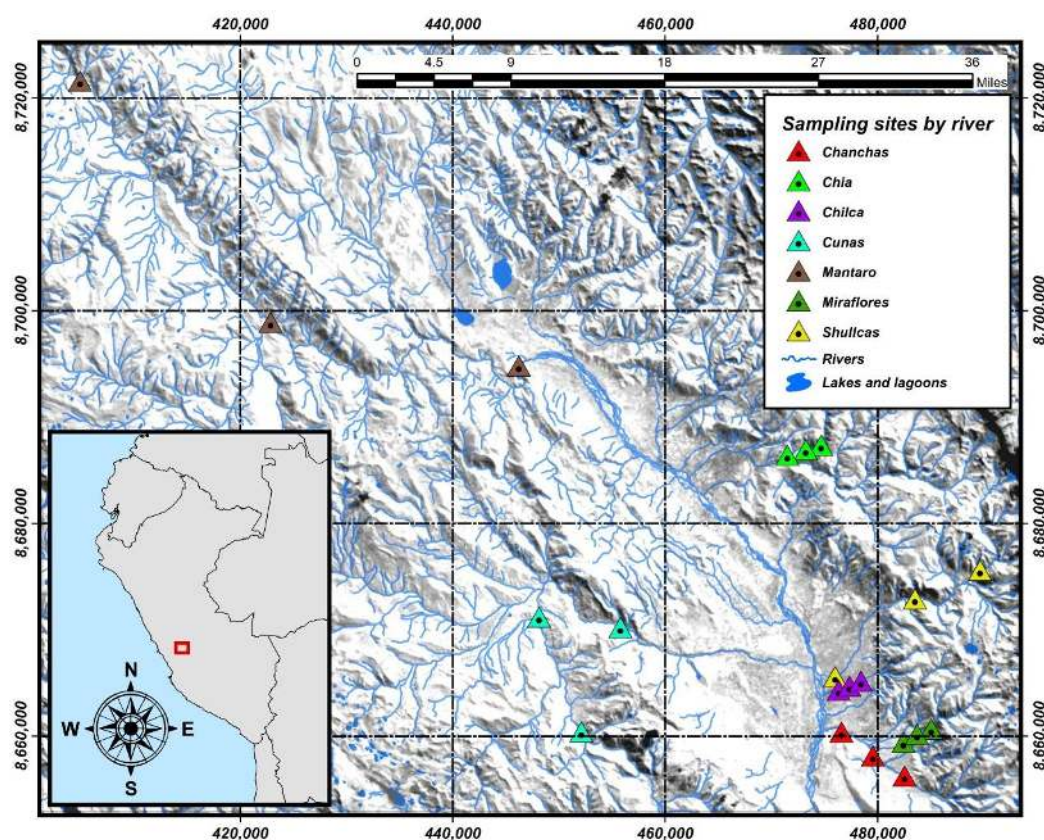 420,000 440,000 460,000 480,000
0 4.5 9 18 27 36
Miles
8,720,000 8,720,000
Sampling sites by river
Chanchas
Chia
Chilca
Cunas
Mantaro
Miraflores
Shullcas
Rivers
Lakes and lagoons
8,700,000 8,700,000
8,680,000 8,680,000
N
W E
S
8,660,000 8,660,000
420,000 440,000 460,000 480,000